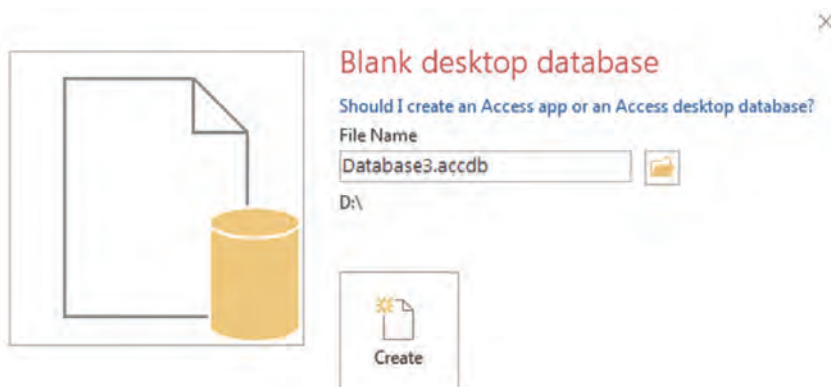 Blank desktop database
Should I create an Access app or an Access desktop database?
File Name
Database3.accdb
D:\
Create